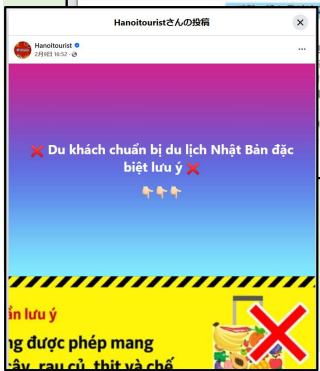 Hanoitouristさんの投稿
Hanoitourist
2月9日 16:52
❌ Du khách chuẩn bị du lịch Nhật Bản đặc
biệt lưu ý ❌
👇🏻👇🏻👇🏻
ần lưu ý
ng được phép mang
cây, rau củ, thịt và chế